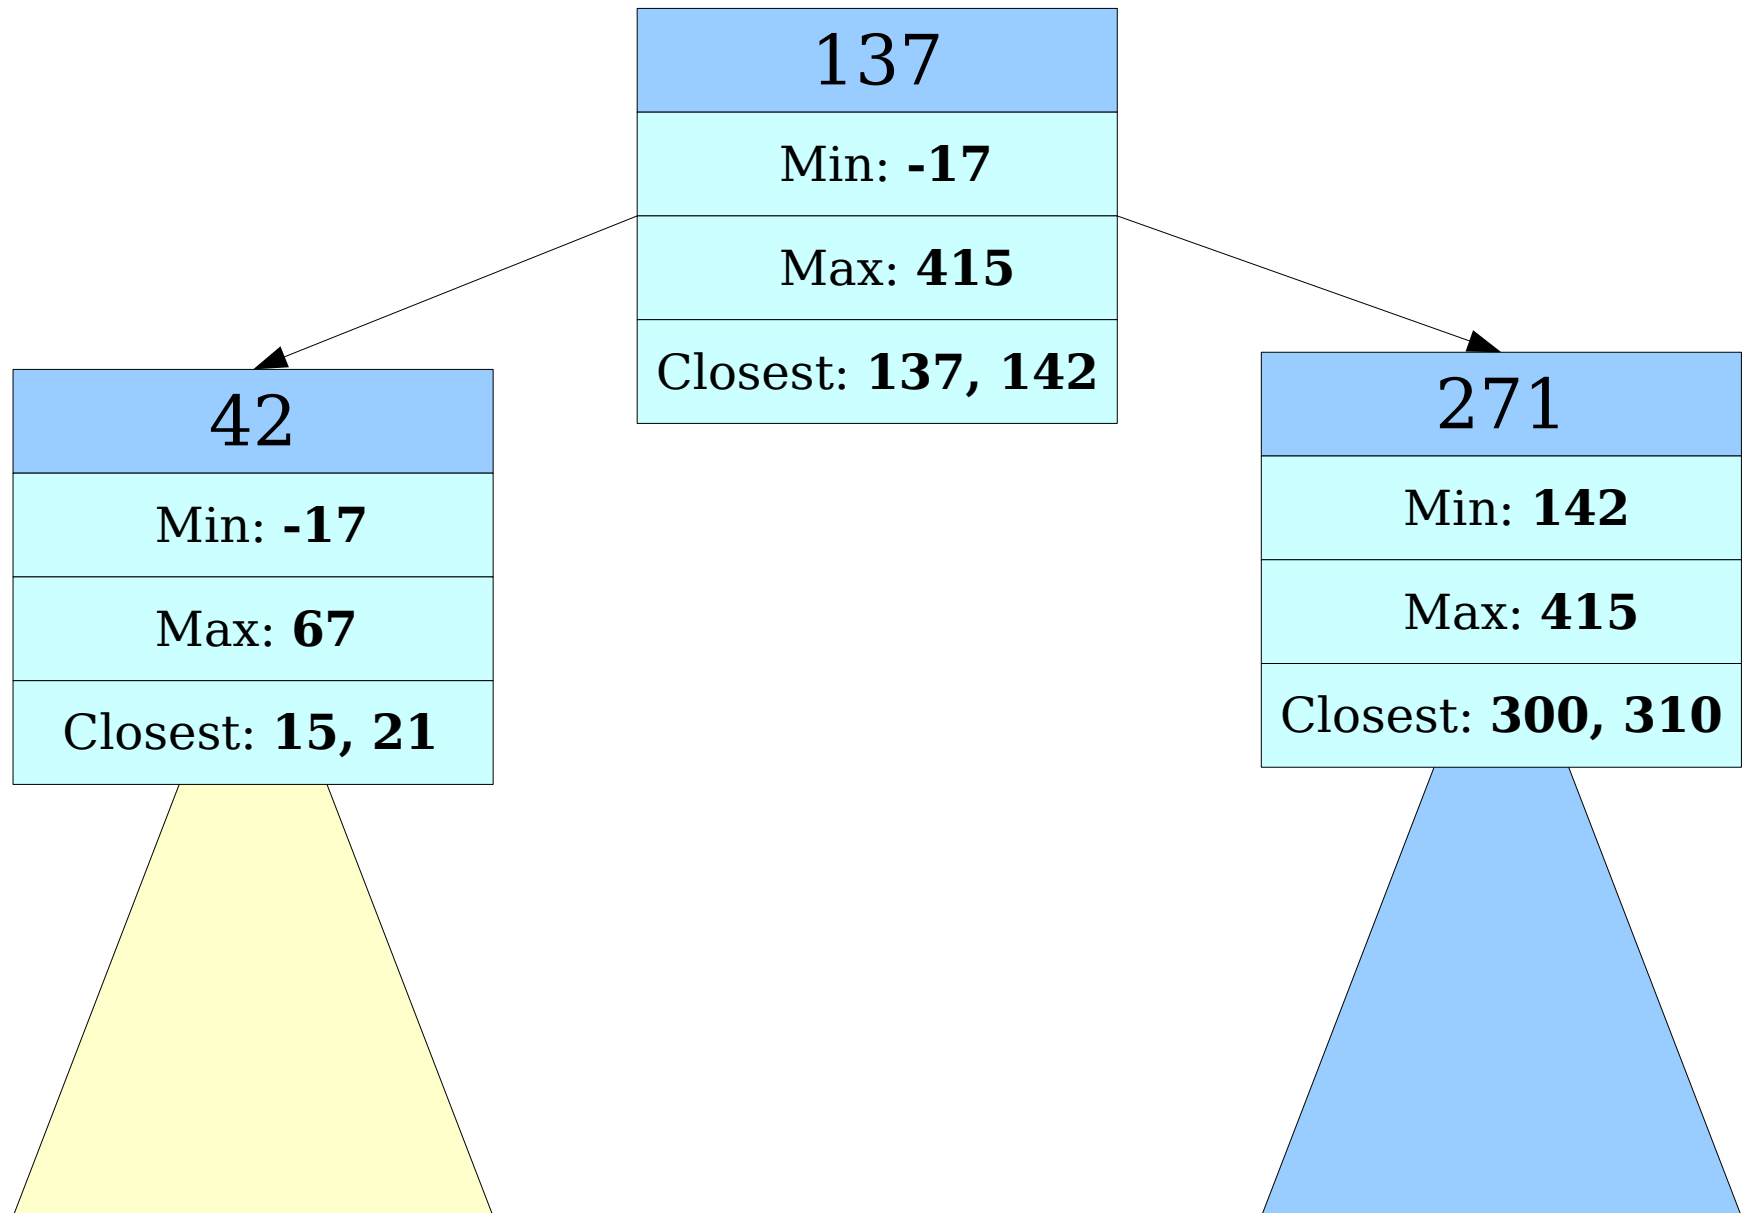 137
Min: -17
Max: 415
Closest: 137, 142
42
Min: -17
Max: 67
Closest: 15, 21
271
Min: 142
Max: 415
Closest: 300, 310